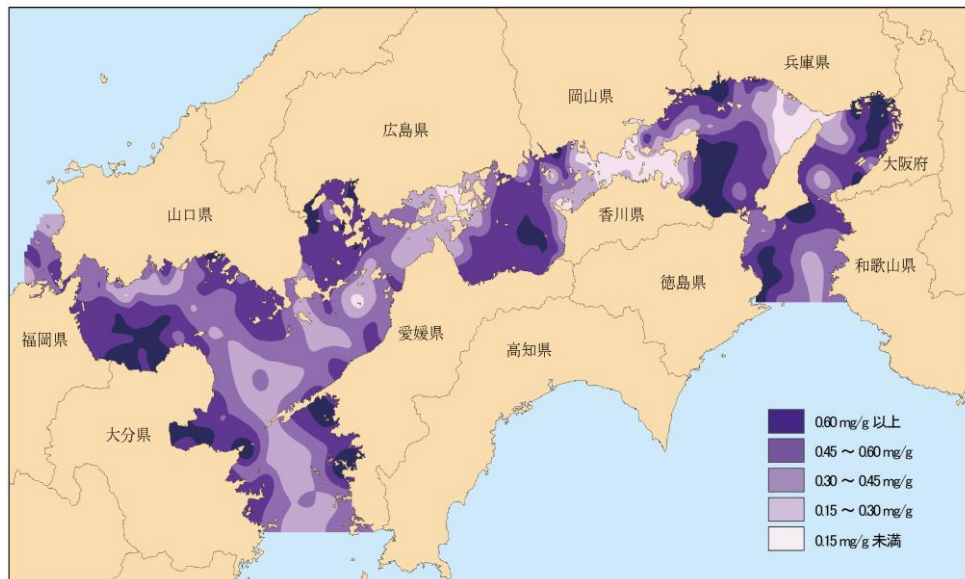 兵庫県
岡山県
広島県
大阪府
山口県
香川県
和歌山県
徳島県
福岡県
愛媛県
高知県
大分県
0.60 mg/g 以上
0.45 ～ 0.60 mg/g
0.30 ～ 0.45 mg/g
0.15 ～ 0.30 mg/g
0.15 mg/g 未満